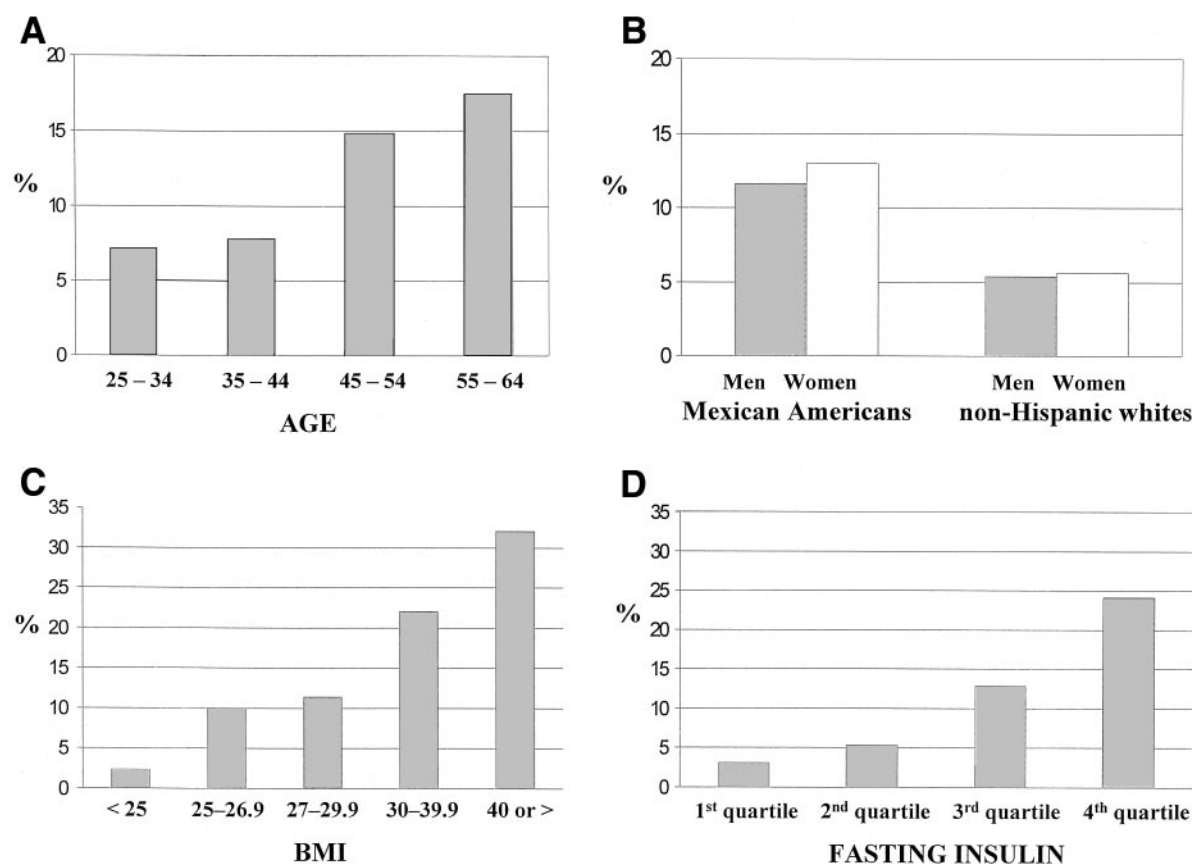 A
20
15
%
10
5
0
25 – 34 35 – 44 45 – 54 55 – 64
AGE
B
20
15
%
10
5
0
Men Women Men Women
Mexican Americans non-Hispanic whites
C
35
30
25
%
20
15
10
5
0
< 25 25–26.9 27–29.9 30–39.9 40 or >
BMI
D
35
30
25
%
20
15
10
5
0
1st quartile 2nd quartile 3rd quartile 4th quartile
FASTING INSULIN